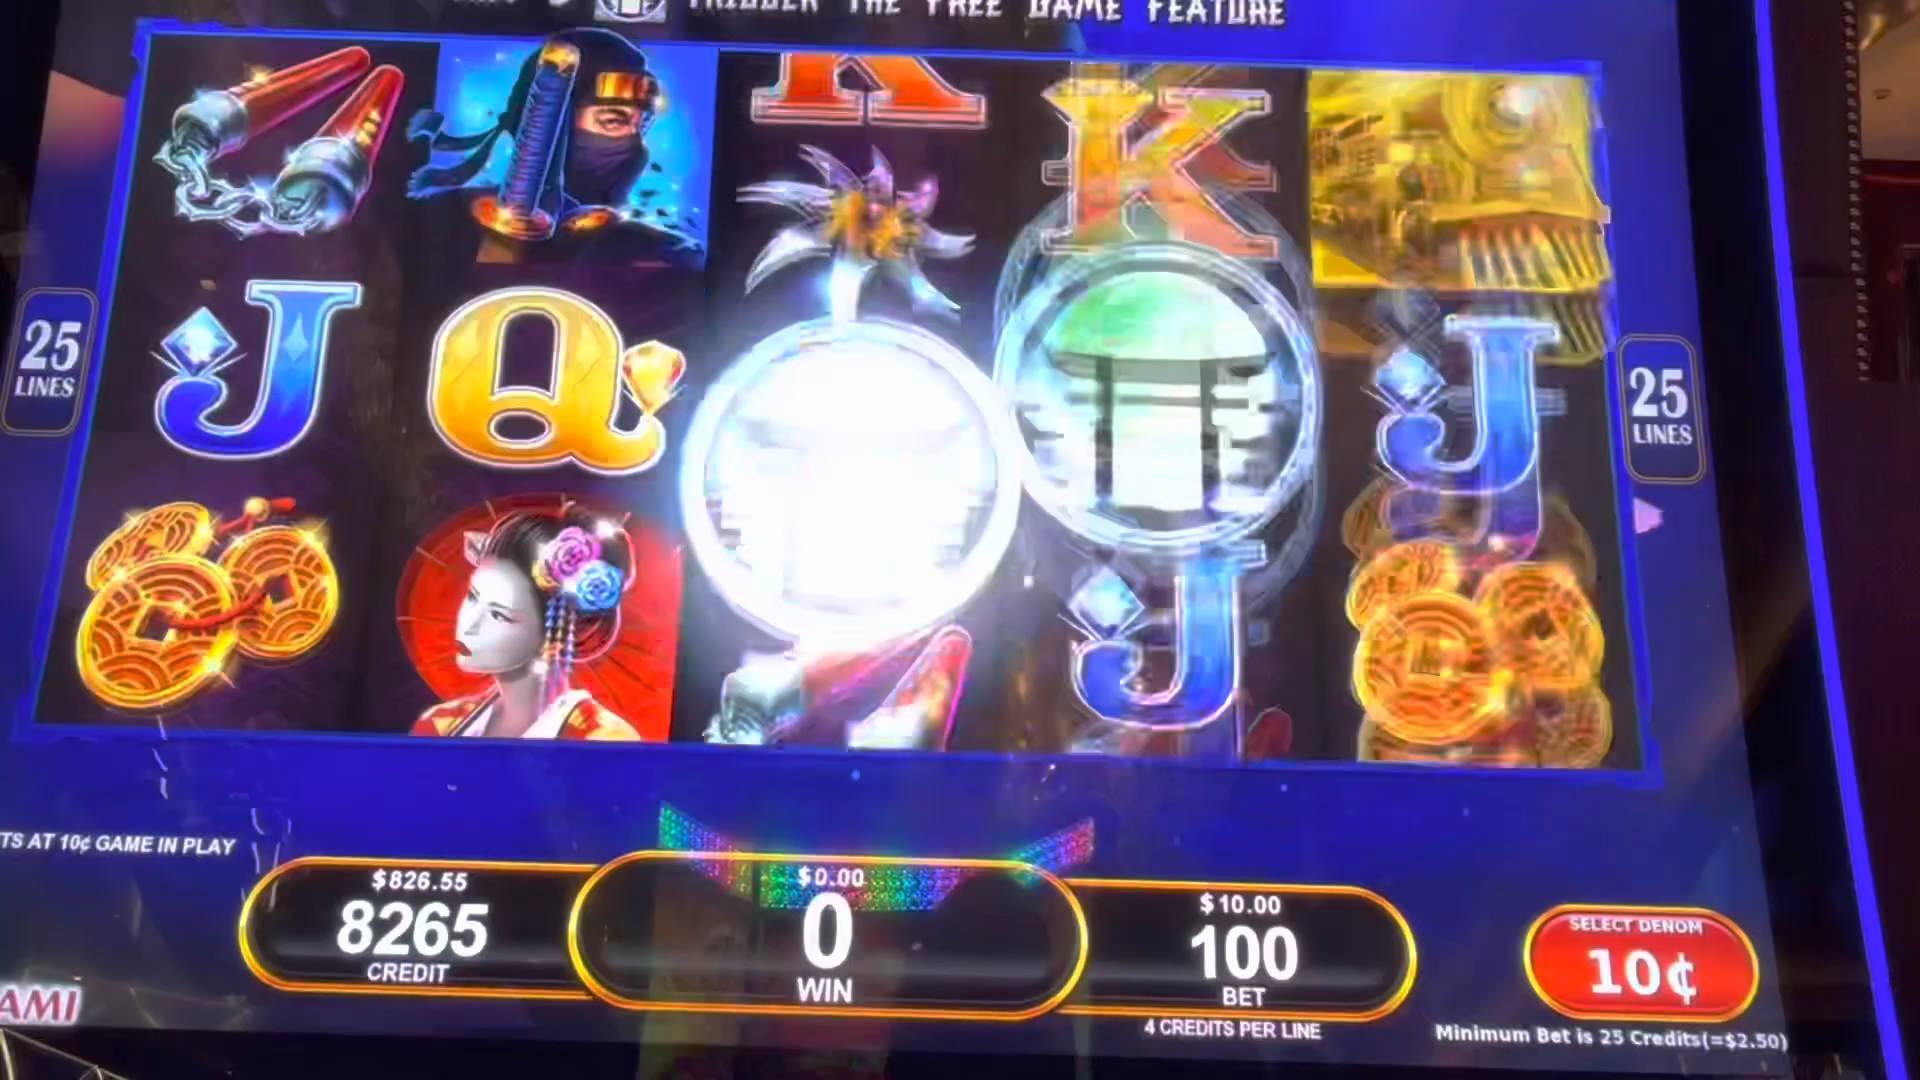 TRIGGER THE FREE GAME FEATURE
K
K
25
LINES
J
Q
J
25
LINES
J
TS AT 10¢ GAME IN PLAY
$826.55
8265
CREDIT
$0.00
0
WIN
$10.00
100
BET
4 CREDITS PER LINE
SELECT DENOM
10¢
Minimum Bet is 25 Credits(=$2.50)
AMI